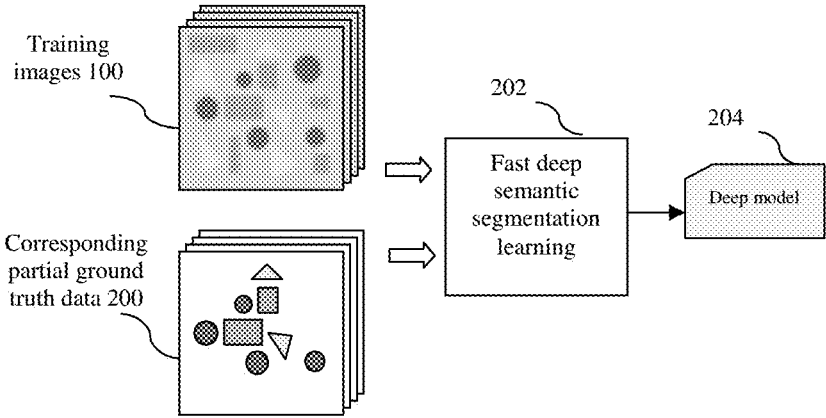 Training
images 100
202
204
Fast deep
semantic
segmentation
learning
Deep model
Corresponding
partial ground
truth data 200